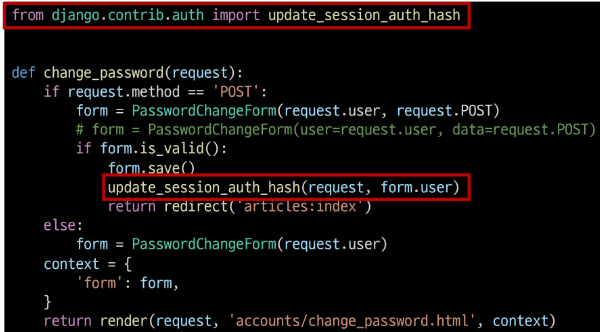 from django.contrib.auth import update_session_auth_hash
def change_password(request):
    if request.method == 'POST':
        form = PasswordChangeForm(request.user, request.POST)
        # form = PasswordChangeForm(user=request.user, data=request.POST)
        if form.is_valid():
            form.save()
            update_session_auth_hash(request, form.user)
            return redirect('articles:index')
    else:
        form = PasswordChangeForm(request.user)
    context = {
        'form': form,
    }
    return render(request, 'accounts/change_password.html', context)